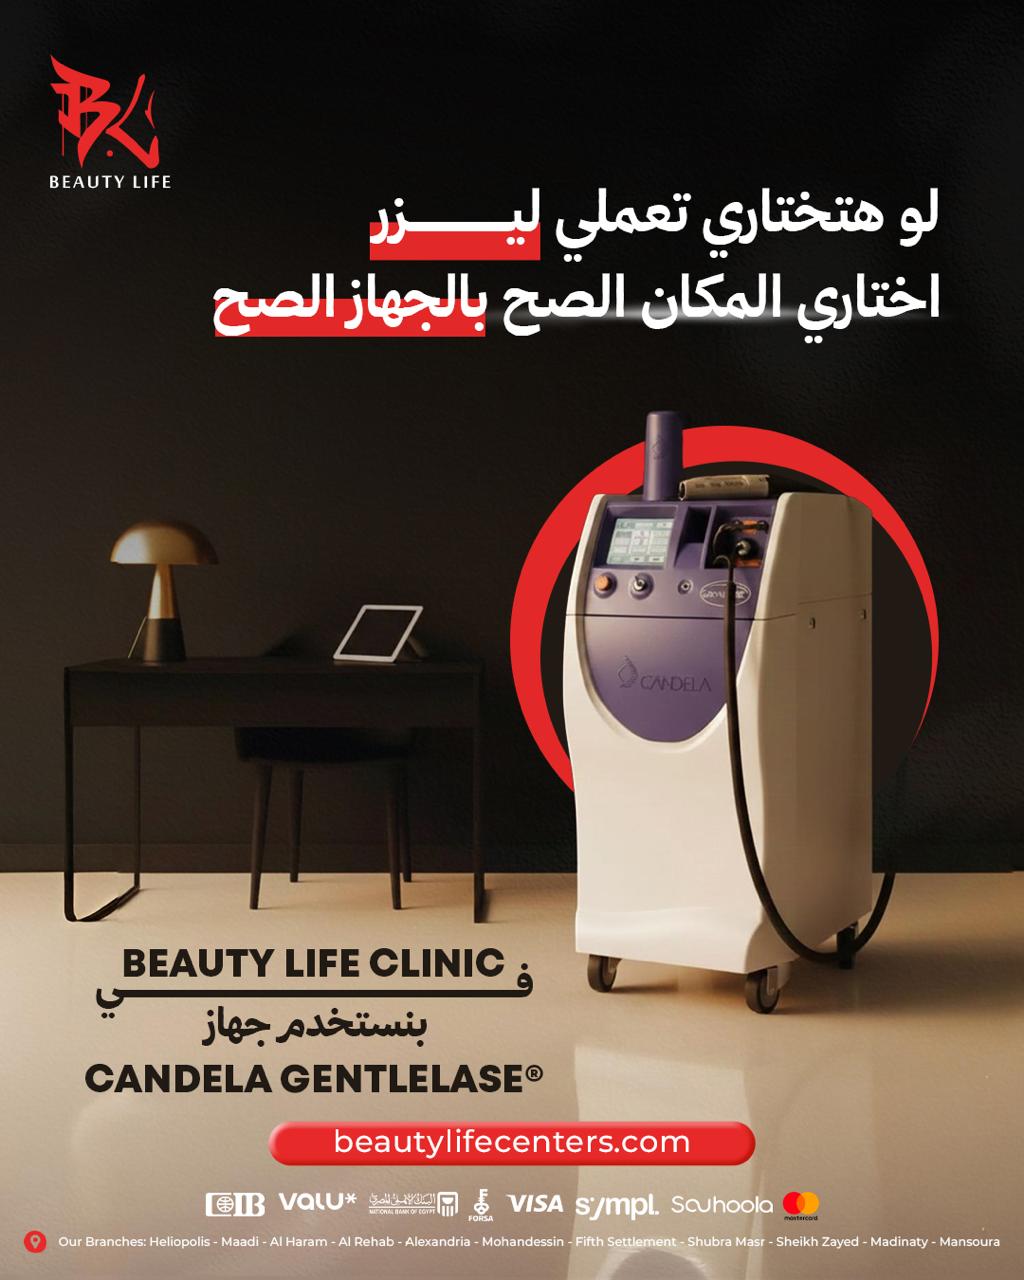 BEAUTY LIFE
لو هتختاري تعملي ليـــــزر
اختاري المكان الصح بالجهاز الصح
CANDELA
BEAUTY LIFE CLINIC
فــــــــي
بنستخدم جهاز
CANDELA GENTLELASE®
beautylifecenters.com
CIB valu* البنك الأهلي المصري NATIONAL BANK OF EGYPT FORSA VISA sympl. Souhoola mastercard
Our Branches: Heliopolis - Maadi - Al Haram - Al Rehab - Alexandria - Mohandessin - Fifth Settlement - Shubra Masr - Sheikh Zayed - Madinaty - Mansoura